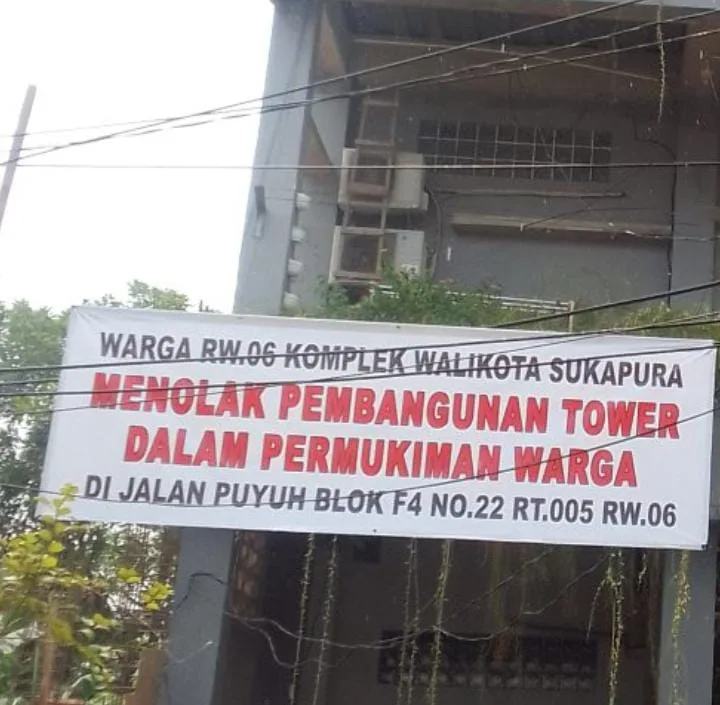 WARGA RW.06 KOMPLEK WALIKOTA SUKAPURA
MENOLAK PEMBANGUNAN TOWER
DALAM PERMUKIMAN WARGA
DI JALAN PUYUH BLOK F4 NO.22 RT.005 RW.06